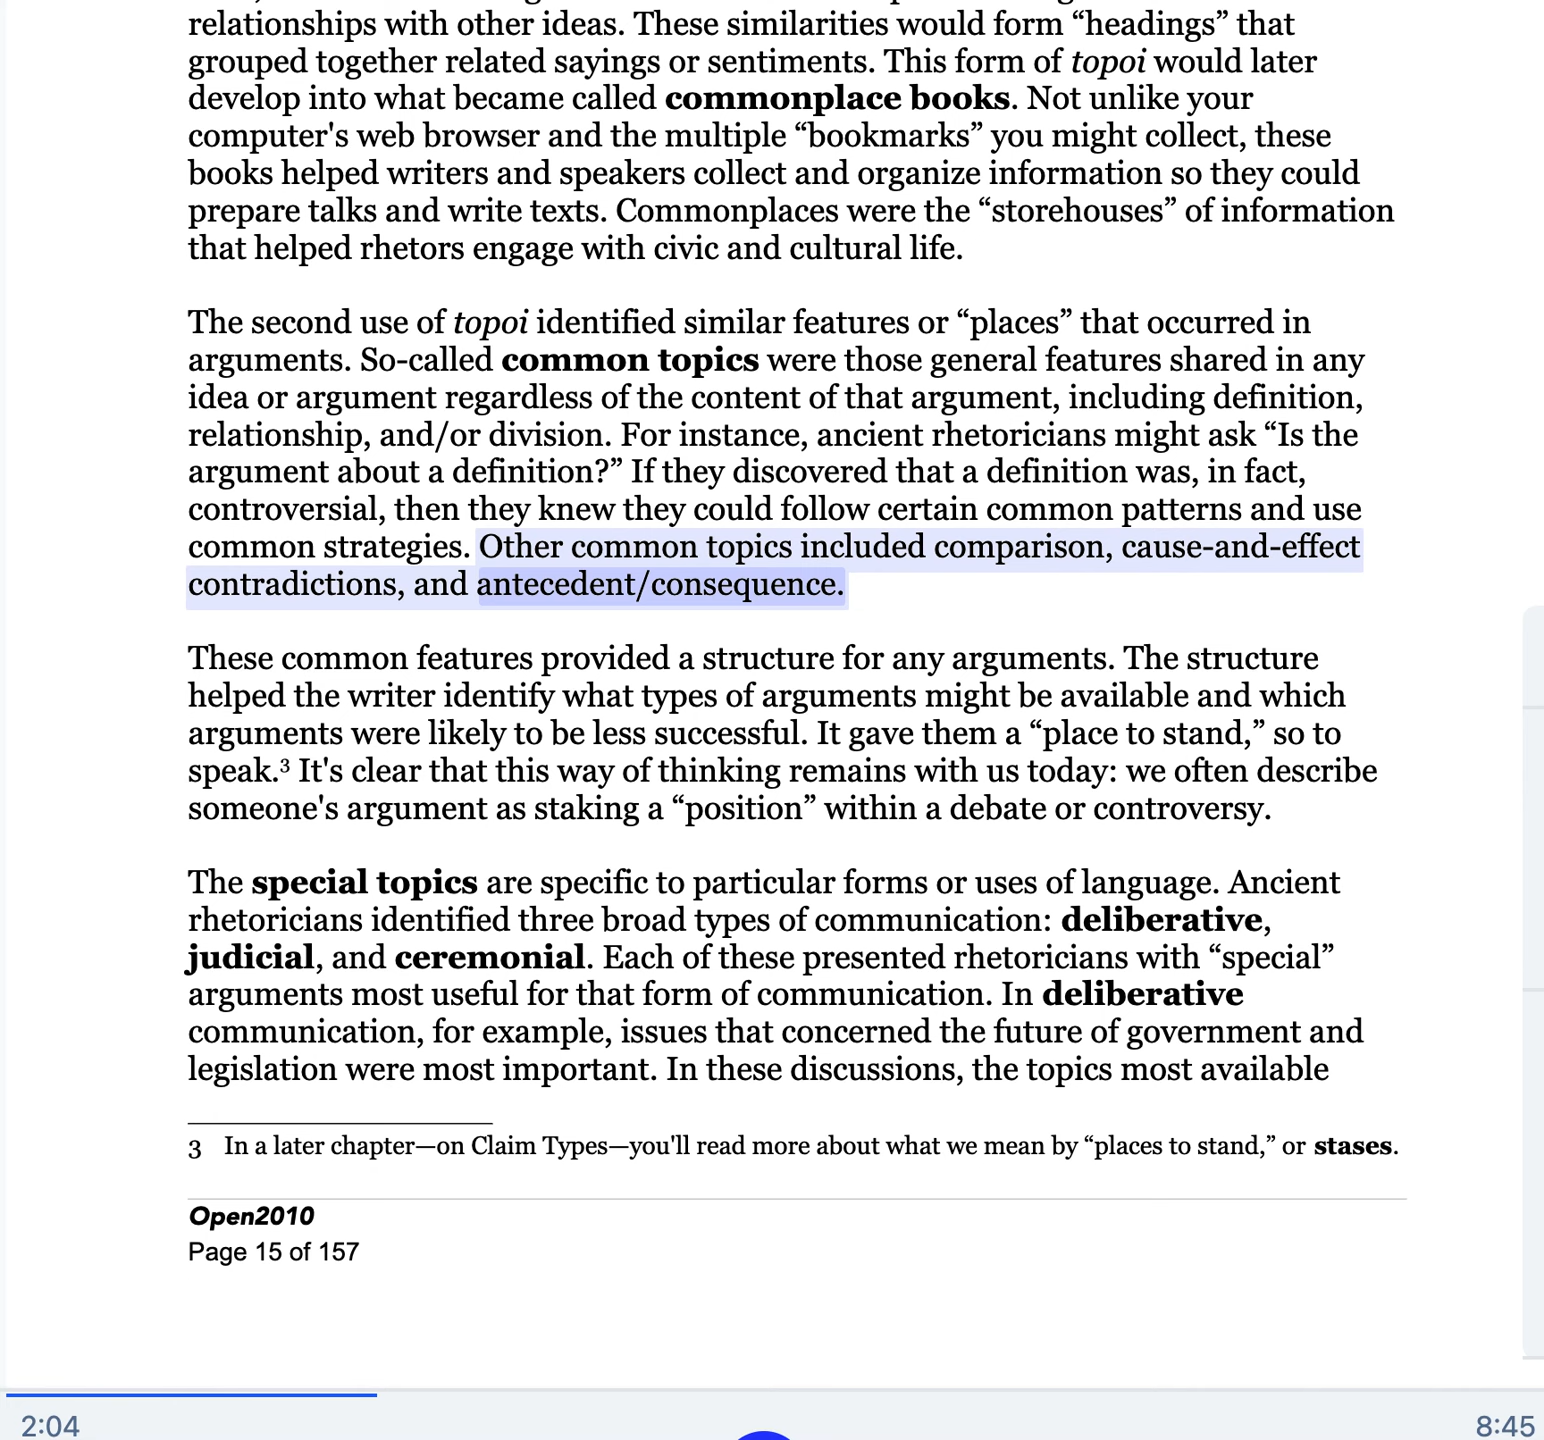 relationships with other ideas. These similarities would form “headings” that
grouped together related sayings or sentiments. This form of topoi would later
develop into what became called commonplace books. Not unlike your
computer's web browser and the multiple “bookmarks” you might collect, these
books helped writers and speakers collect and organize information so they could
prepare talks and write texts. Commonplaces were the “storehouses” of information
that helped rhetors engage with civic and cultural life.
The second use of topoi identified similar features or “places” that occurred in
arguments. So-called common topics were those general features shared in any
idea or argument regardless of the content of that argument, including definition,
relationship, and/or division. For instance, ancient rhetoricians might ask “Is the
argument about a definition?” If they discovered that a definition was, in fact,
controversial, then they knew they could follow certain common patterns and use
common strategies. Other common topics included comparison, cause-and-effect
contradictions, and antecedent/consequence.
These common features provided a structure for any arguments. The structure
helped the writer identify what types of arguments might be available and which
arguments were likely to be less successful. It gave them a “place to stand,” so to
speak.³ It's clear that this way of thinking remains with us today: we often describe
someone's argument as staking a “position” within a debate or controversy.
The special topics are specific to particular forms or uses of language. Ancient
rhetoricians identified three broad types of communication: deliberative,
judicial, and ceremonial. Each of these presented rhetoricians with “special”
arguments most useful for that form of communication. In deliberative
communication, for example, issues that concerned the future of government and
legislation were most important. In these discussions, the topics most available
3 In a later chapter—on Claim Types—you'll read more about what we mean by “places to stand,” or stases.
Open2010
Page 15 of 157
2:04
8:45